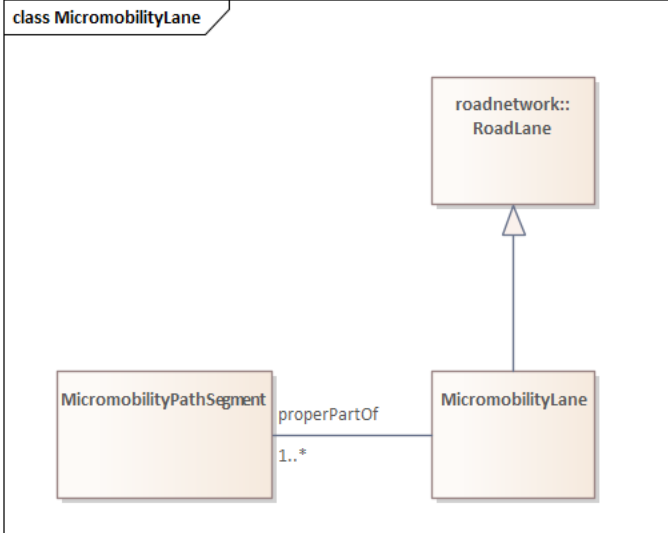 class MicromobilityLane
roadnetwork::
RoadLane
MicromobilityPathSegment
properPartOf
1..*
MicromobilityLane